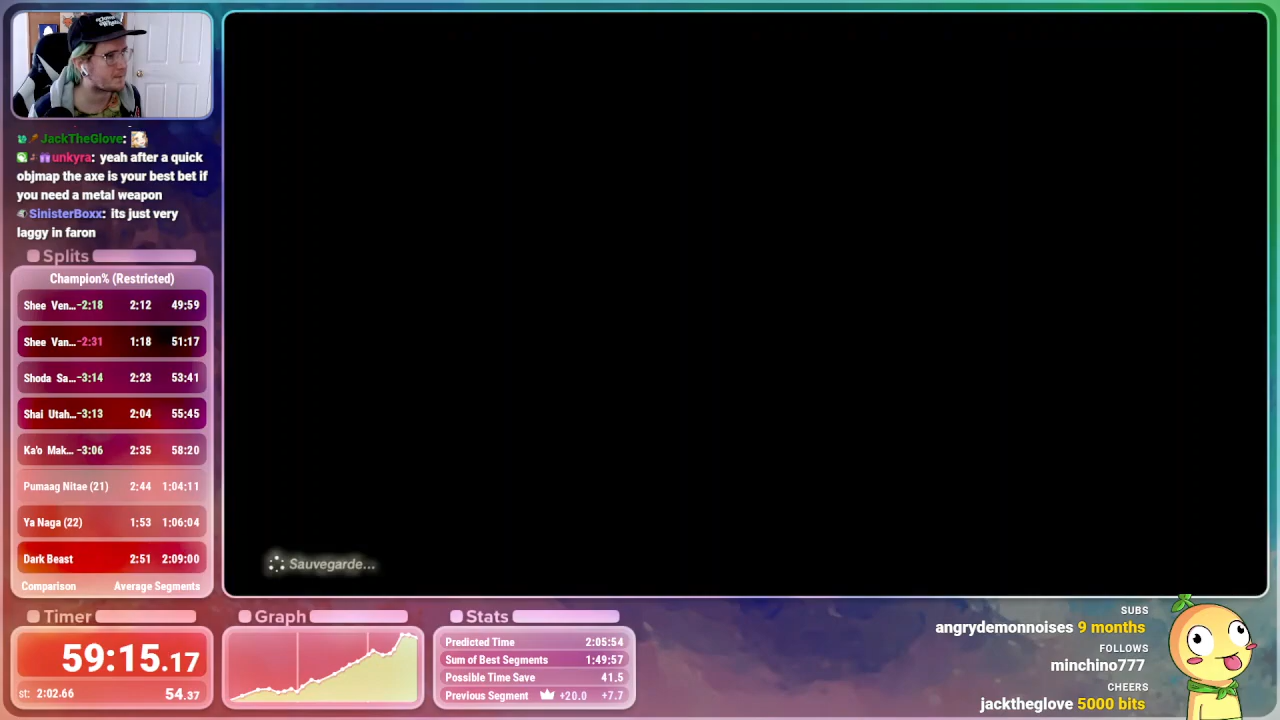 JackTheGlove:
unkyra: yeah after a quick
objmap the axe is your best bet if
you need a metal weapon
SinisterBoxx: its just very
laggy in faron
Splits
Champion% (Restricted)
Shee Ven... -2:18 2:12 49:59
Shee Van... -2:31 1:18 51:17
Shoda Sa... -3:14 2:23 53:41
Shai Utah... -3:13 2:04 55:45
Ka'o Mak... -3:06 2:35 58:20
Pumaag Nitae (21) 2:44 1:04:11
Ya Naga (22) 1:53 1:06:04
Dark Beast 2:51 2:09:00
Comparison Average Segments
Sauvegarde...
Timer
59:15.17
st: 2:02.66 54.37
Graph
Stats
Predicted Time 2:05:54
Sum of Best Segments 1:49:57
Possible Time Save 41.5
Previous Segment +20.0 +7.7
SUBS
angrydemonnoises 9 months
FOLLOWS
minchino777
CHEERS
jacktheglove 5000 bits